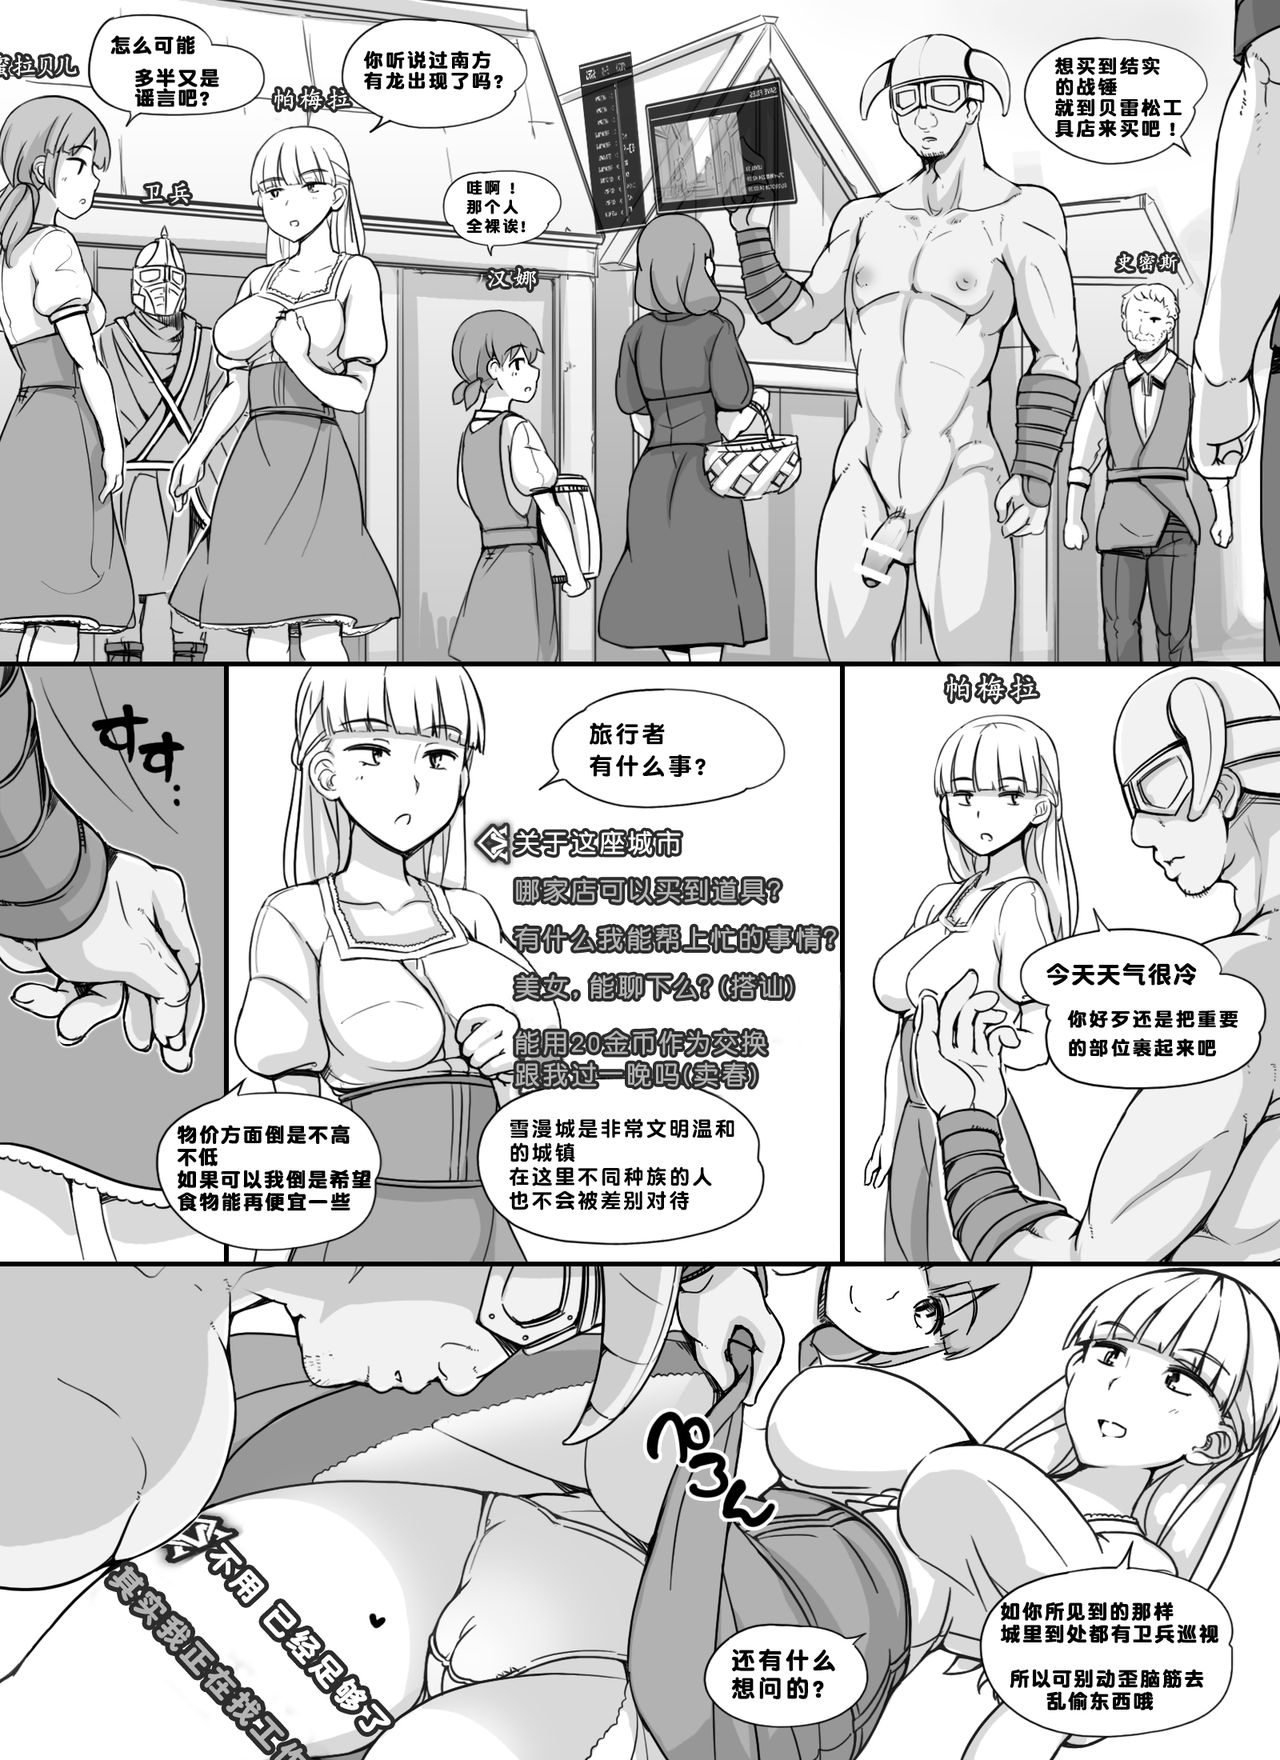 想买到结实
的战锤
就到贝雷松工
具店来买吧！
史密斯
SAVE FILES
你听说过南方
有龙出现了吗？
帕梅拉
怎么可能
多半又是
谣言吧？
拉贝儿
卫兵
哇啊！
那个人
全裸诶！
汉娜
帕梅拉
今天天气很冷
你好歹还是把重要
的部位裹起来吧
旅行者
有什么事？
关于这座城市
哪家店可以买到道具？
有什么我能帮上忙的事情？
美女，能聊下么？（搭讪）
能用20金币作为交换
跟我过一晚吗（卖春）
雪漫城是非常文明温和
的城镇
在这里不同种族的人
也不会被差别对待
物价方面倒是不高
不低
如果可以我倒是希望
食物能再便宜一些
すす…
ぺろん
如你所见到的那样
城里到处都有卫兵巡视
所以可别动歪脑筋去
乱偷东西哦
还有什么
想问的？
不用 已经足够了
其实我正在找工作